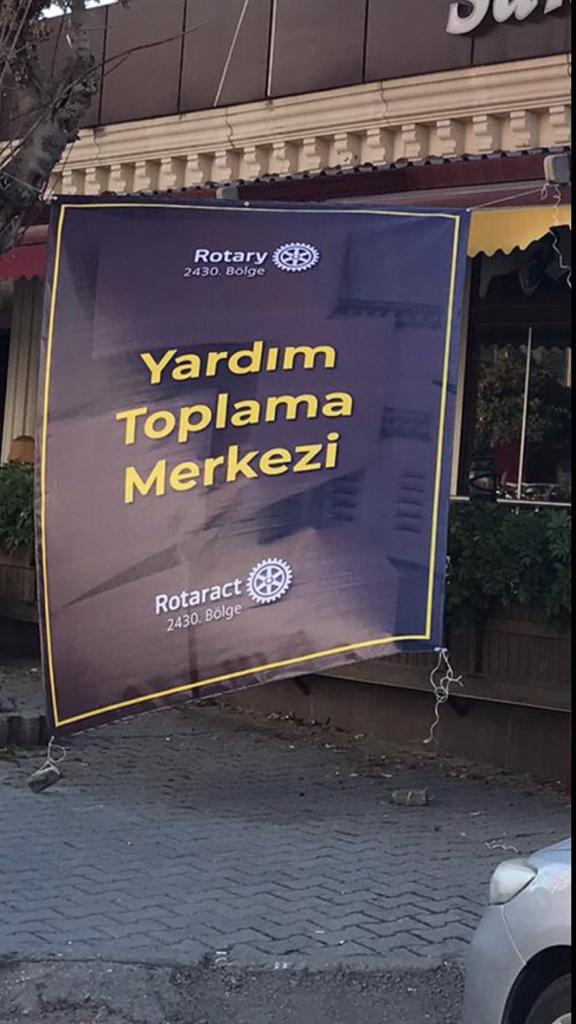 Rotary
2430. Bölge
Yardım
Toplama
Merkezi
Rotaract
2430. Bölge